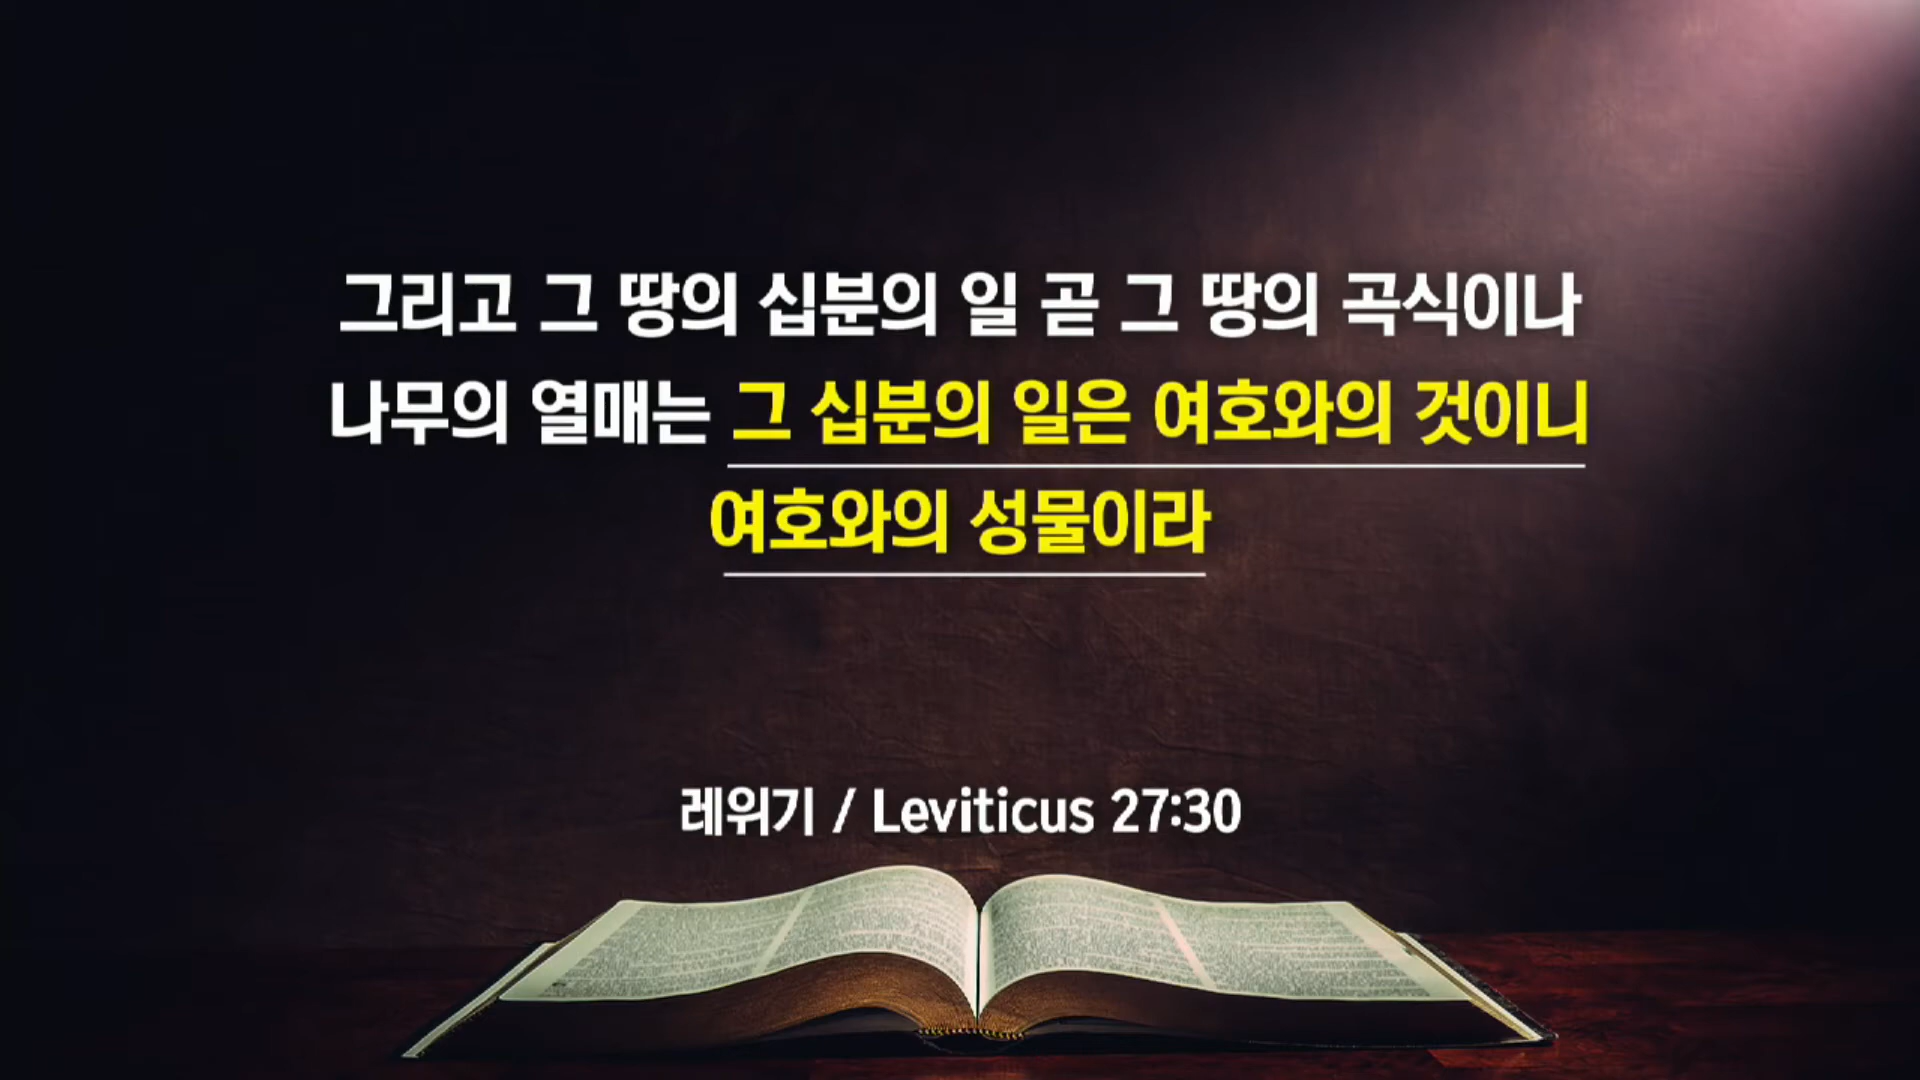 그리고 그 땅의 십분의 일 곧 그 땅의 곡식이나
나무의 열매는 그 십분의 일은 여호와의 것이니
여호와의 성물이라
레위기 / Leviticus 27:30